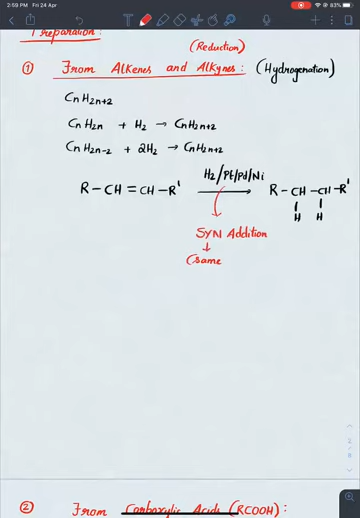 2:59 PM Fri 24 Apr
83%
Preparation:
(Reduction)
① From Alkenes and Alkynes: (Hydrogenation)
CnH2n+2
CnH2n + H2 → CnH2n+2
CnH2n-2 + 2H2 → CnH2n+2
R-CH=CH-R' H2/Pt/Pd/Ni → R-CH-CH-R'
H H
SYN Addition
↓
(same
2
② From Carboxylic Acids (RCOOH):